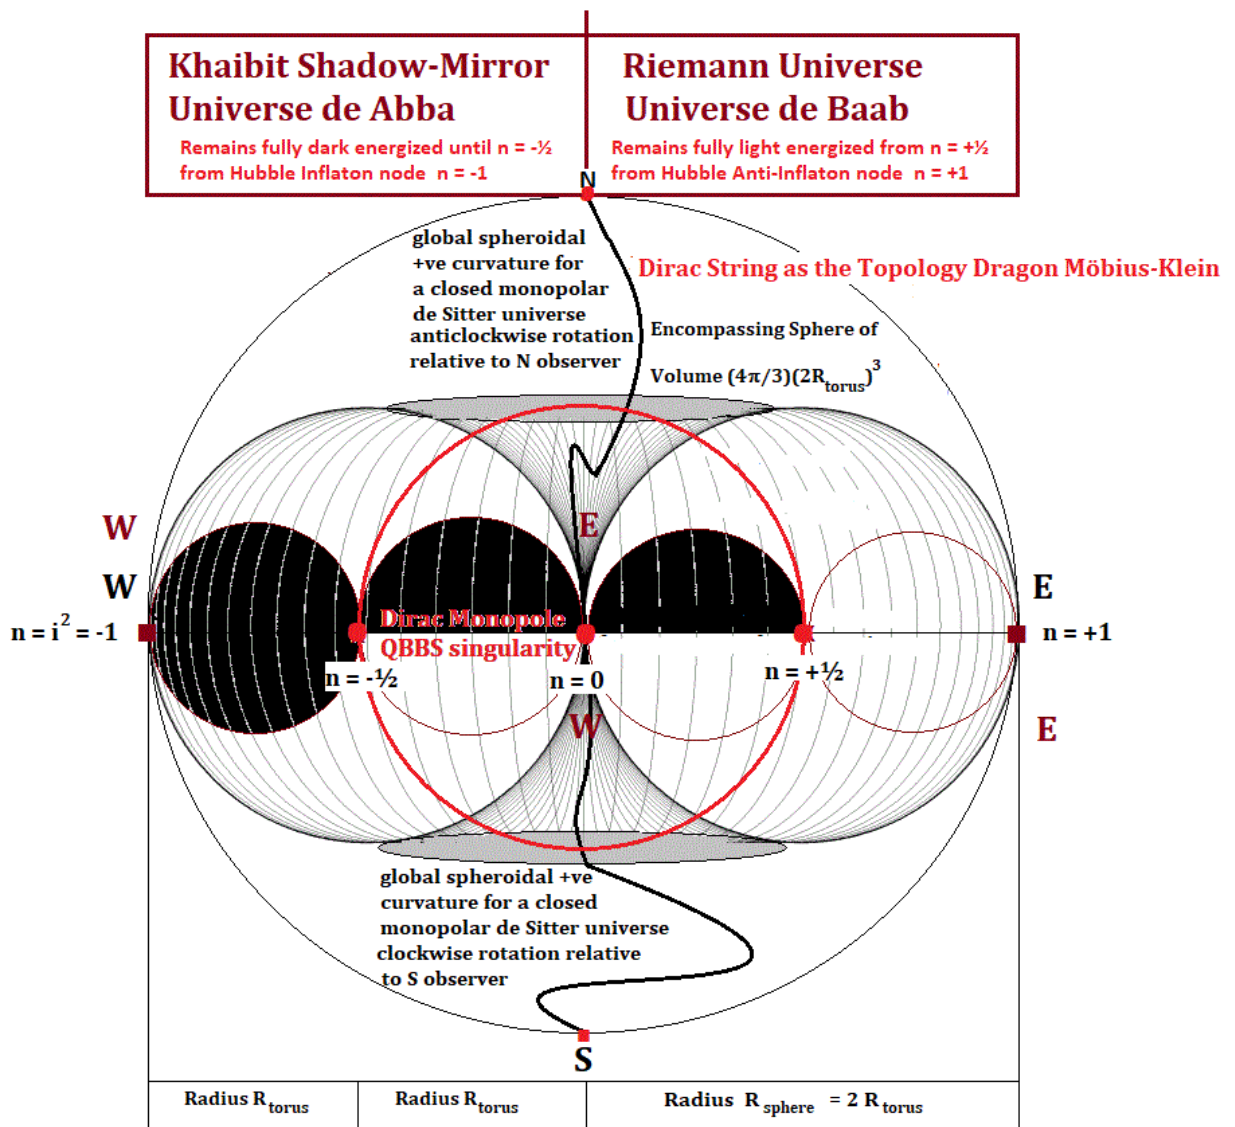 Khaibit Shadow-Mirror
Universe de Abba
Remains fully dark energized until n = -½
from Hubble Inflaton node n = -1
Riemann Universe
Universe de Baab
Remains fully light energized from n = +½
from Hubble Anti-Inflaton node n = +1
N
global spheroidal
+ve curvature for
a closed monopolar
de Sitter universe
anticlockwise rotation
relative to N observer
Dirac String as the Topology Dragon Möbius-Klein
Encompassing Sphere of
Volume (4π/3)(2R_torus)³
W
E
W
E
n = i² = -1
Dirac Monopole
QBBS singularity
n = +1
n = -½
n = 0
n = +½
W
E
global spheroidal +ve
curvature for a closed
monopolar de Sitter universe
clockwise rotation relative
to S observer
S
Radius R_torus
Radius R_torus
Radius R_sphere = 2 R_torus